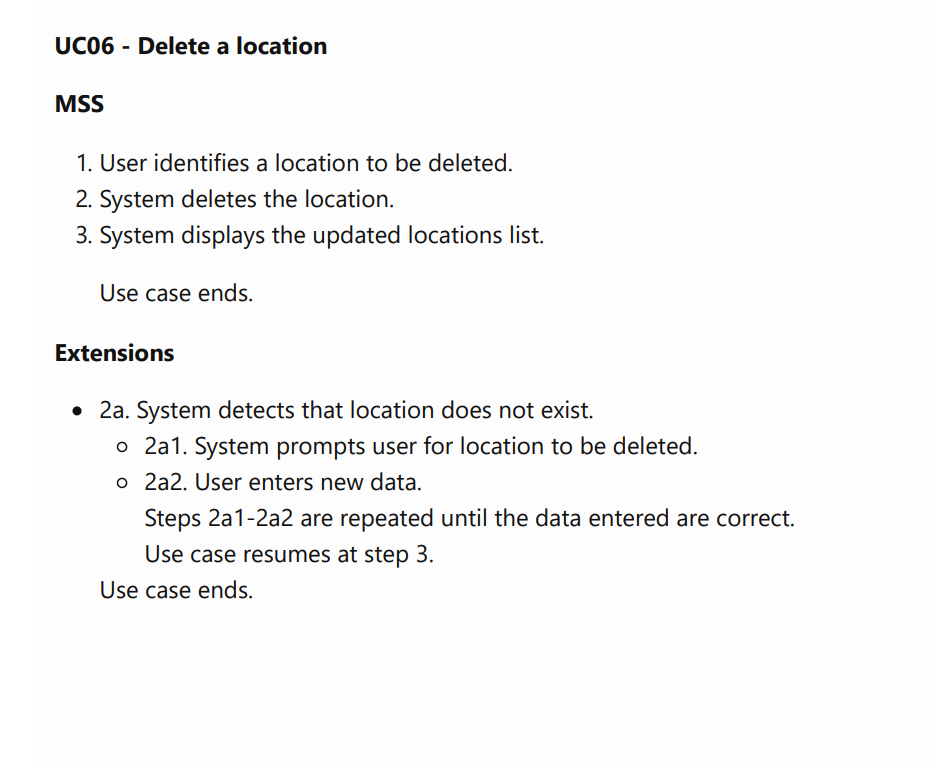 UC06 - Delete a location
MSS
1. User identifies a location to be deleted.
2. System deletes the location.
3. System displays the updated locations list.
Use case ends.
Extensions
• 2a. System detects that location does not exist.
◦ 2a1. System prompts user for location to be deleted.
◦ 2a2. User enters new data.
Steps 2a1-2a2 are repeated until the data entered are correct.
Use case resumes at step 3.
Use case ends.